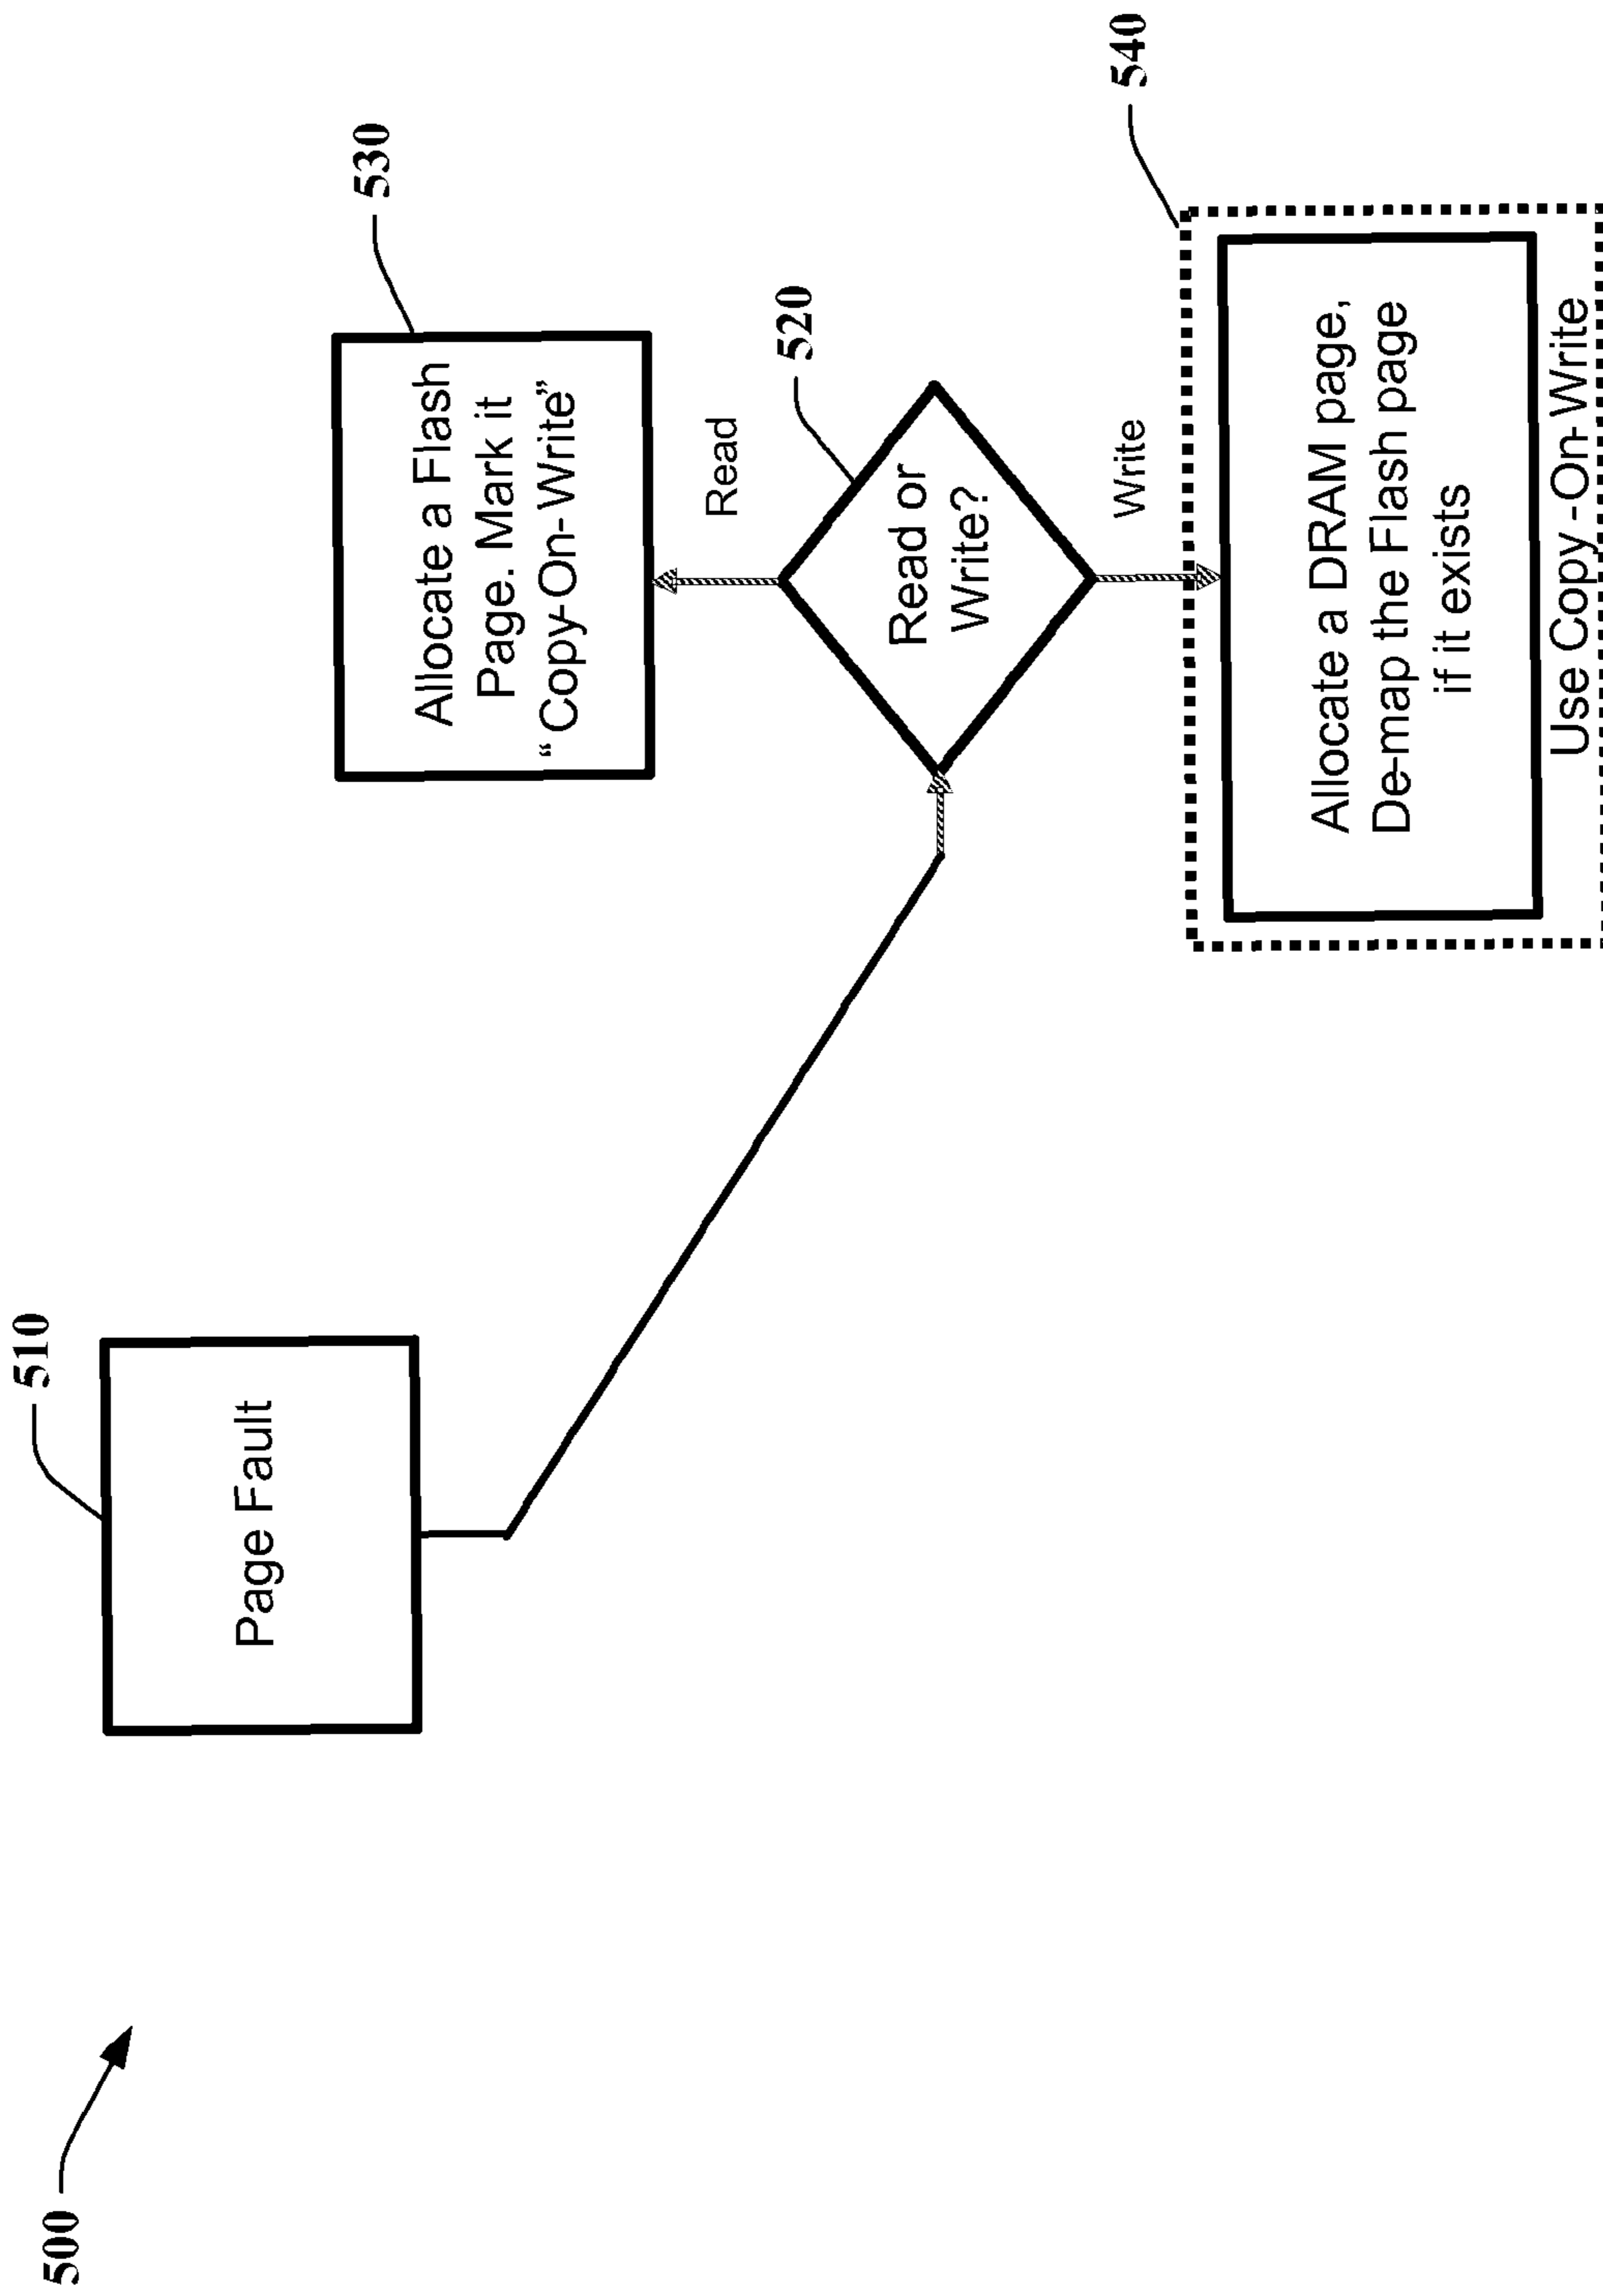 500
510
Page Fault
530
Allocate a Flash
Page. Mark it
“Copy-On-Write”
Read
520
Read or
Write?
Write
540
Allocate a DRAM page,
De-map the Flash page
if it exists
Use Copy-On-Write